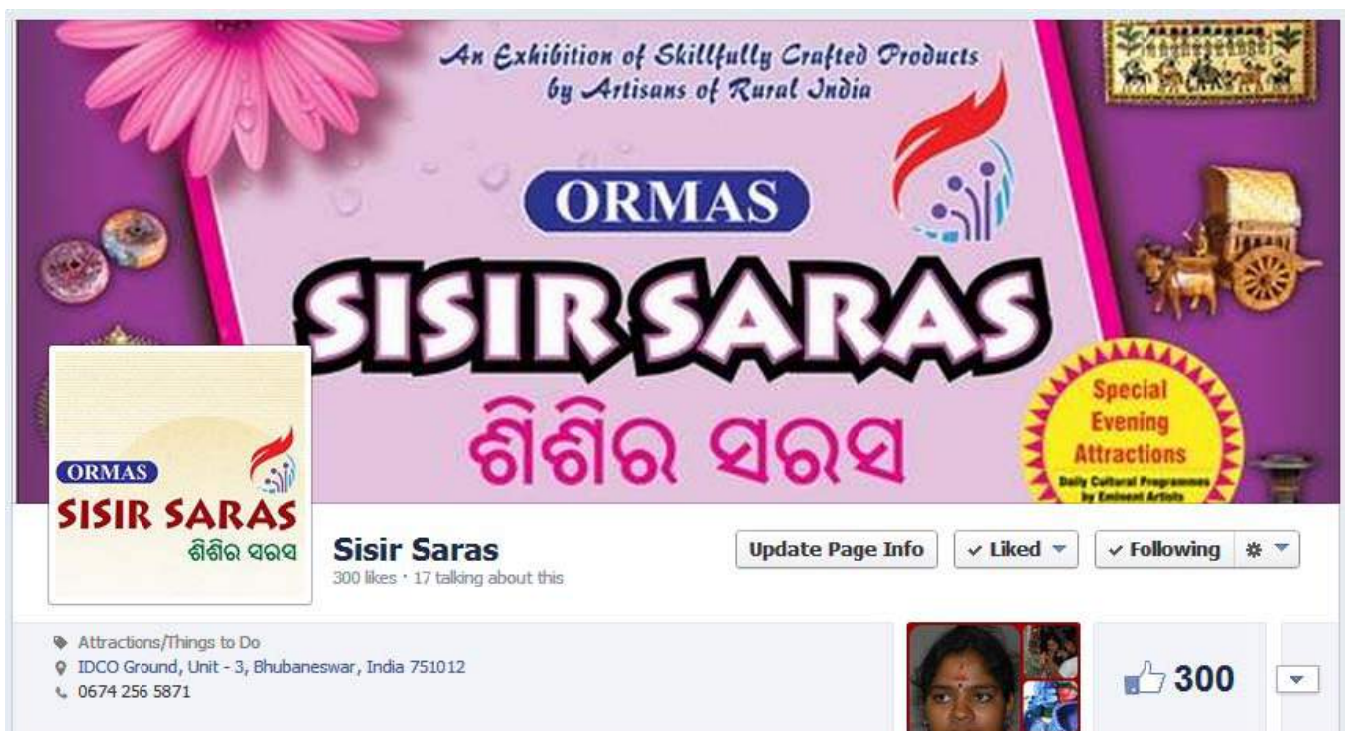 An Exhibition of Skillfully Crafted Products
by Artisans of Rural India
ORMAS
SISIR SARAS
ଶିଶିର ସରସ
Special
Evening
Attractions
Daily Cultural Programmes
by Eminent Artists
ORMAS
SISIR SARAS
ଶିଶିର ସରସ
Sisir Saras
300 likes · 17 talking about this
Update Page Info
Liked
Following
Attractions/Things to Do
IDCO Ground, Unit - 3, Bhubaneswar, India 751012
0674 256 5871
300